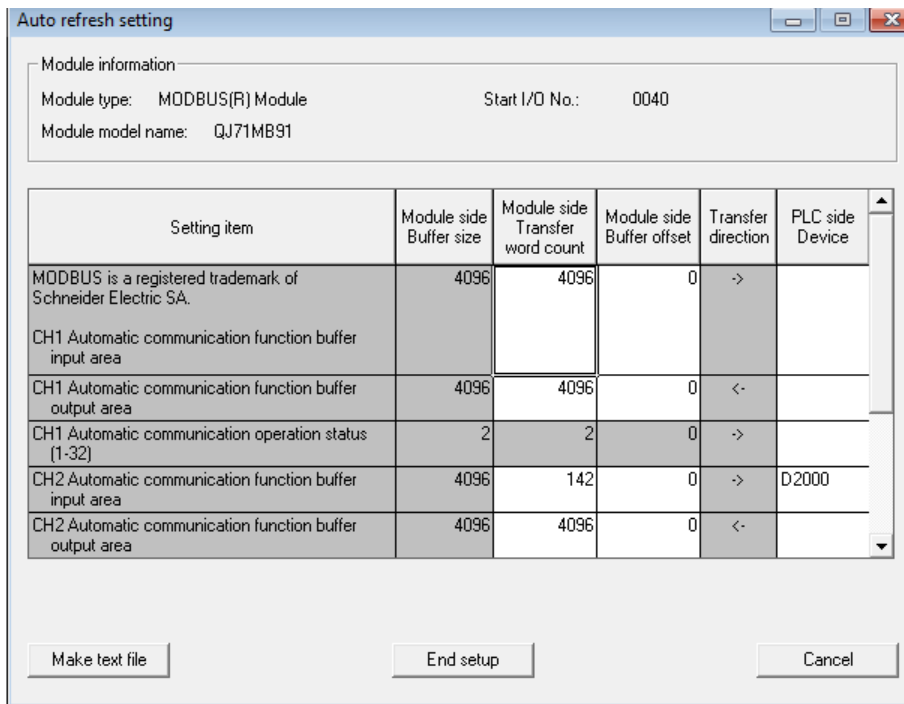 Auto refresh setting
Module information
Module type: MODBUS(R) Module Start I/O No.: 0040
Module model name: QJ71MB91
Setting item
Module side
Buffer size
Module side
Transfer
word count
Module side
Buffer offset
Transfer
direction
PLC side
Device
MODBUS is a registered trademark of
Schneider Electric SA.
CH1 Automatic communication function buffer
input area
4096 4096 0 ->
CH1 Automatic communication function buffer
output area
4096 4096 0 <-
CH1 Automatic communication operation status
(1-32)
2 2 0 ->
CH2 Automatic communication function buffer
input area
4096 142 0 -> D2000
CH2 Automatic communication function buffer
output area
4096 4096 0 <-
Make text file End setup Cancel